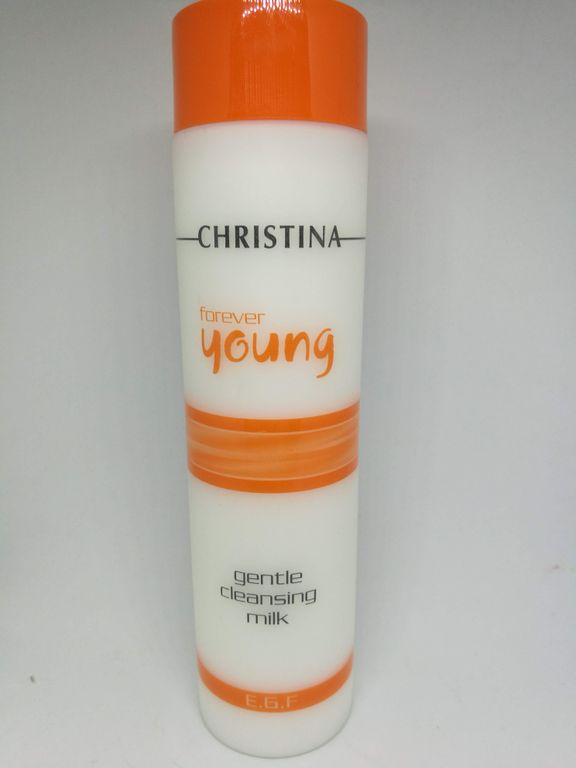 CHRISTINA
forever
young
gentle
cleansing
milk
E.G.F